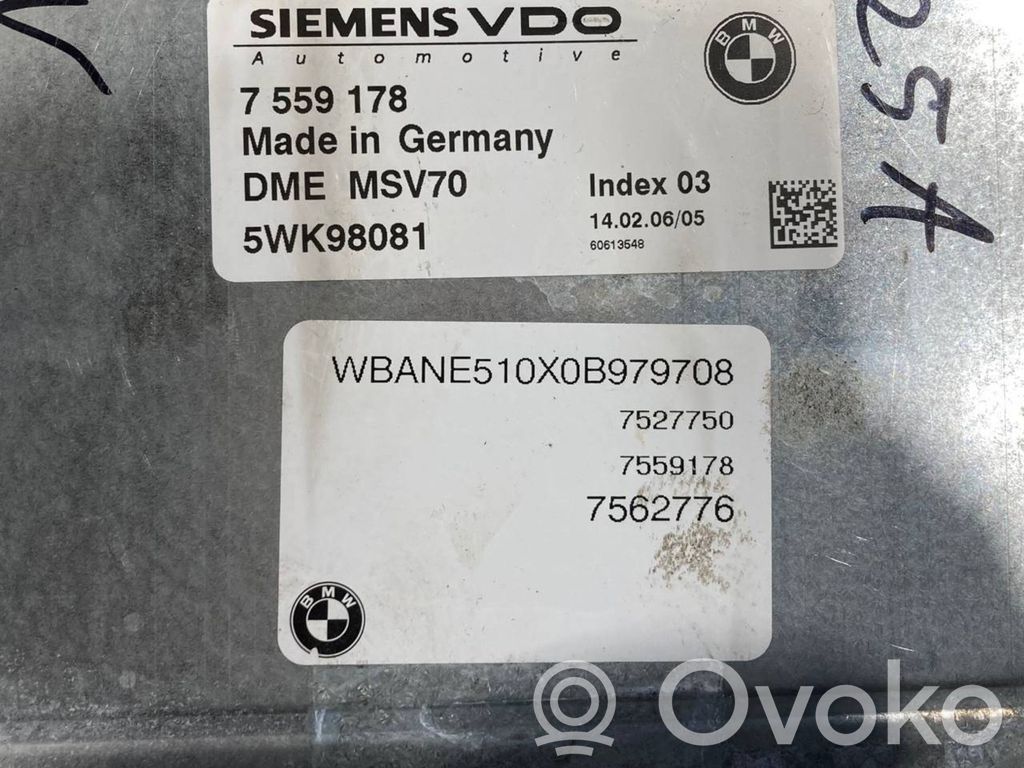 SIEMENS VDO
Automotive
BMW
7 559 178
Made in Germany
DME MSV70
Index 03
14.02.06/05
5WK98081
60613548
25A
WBANE510X0B979708
7527750
7559178
7562776
BMW
Ovoko